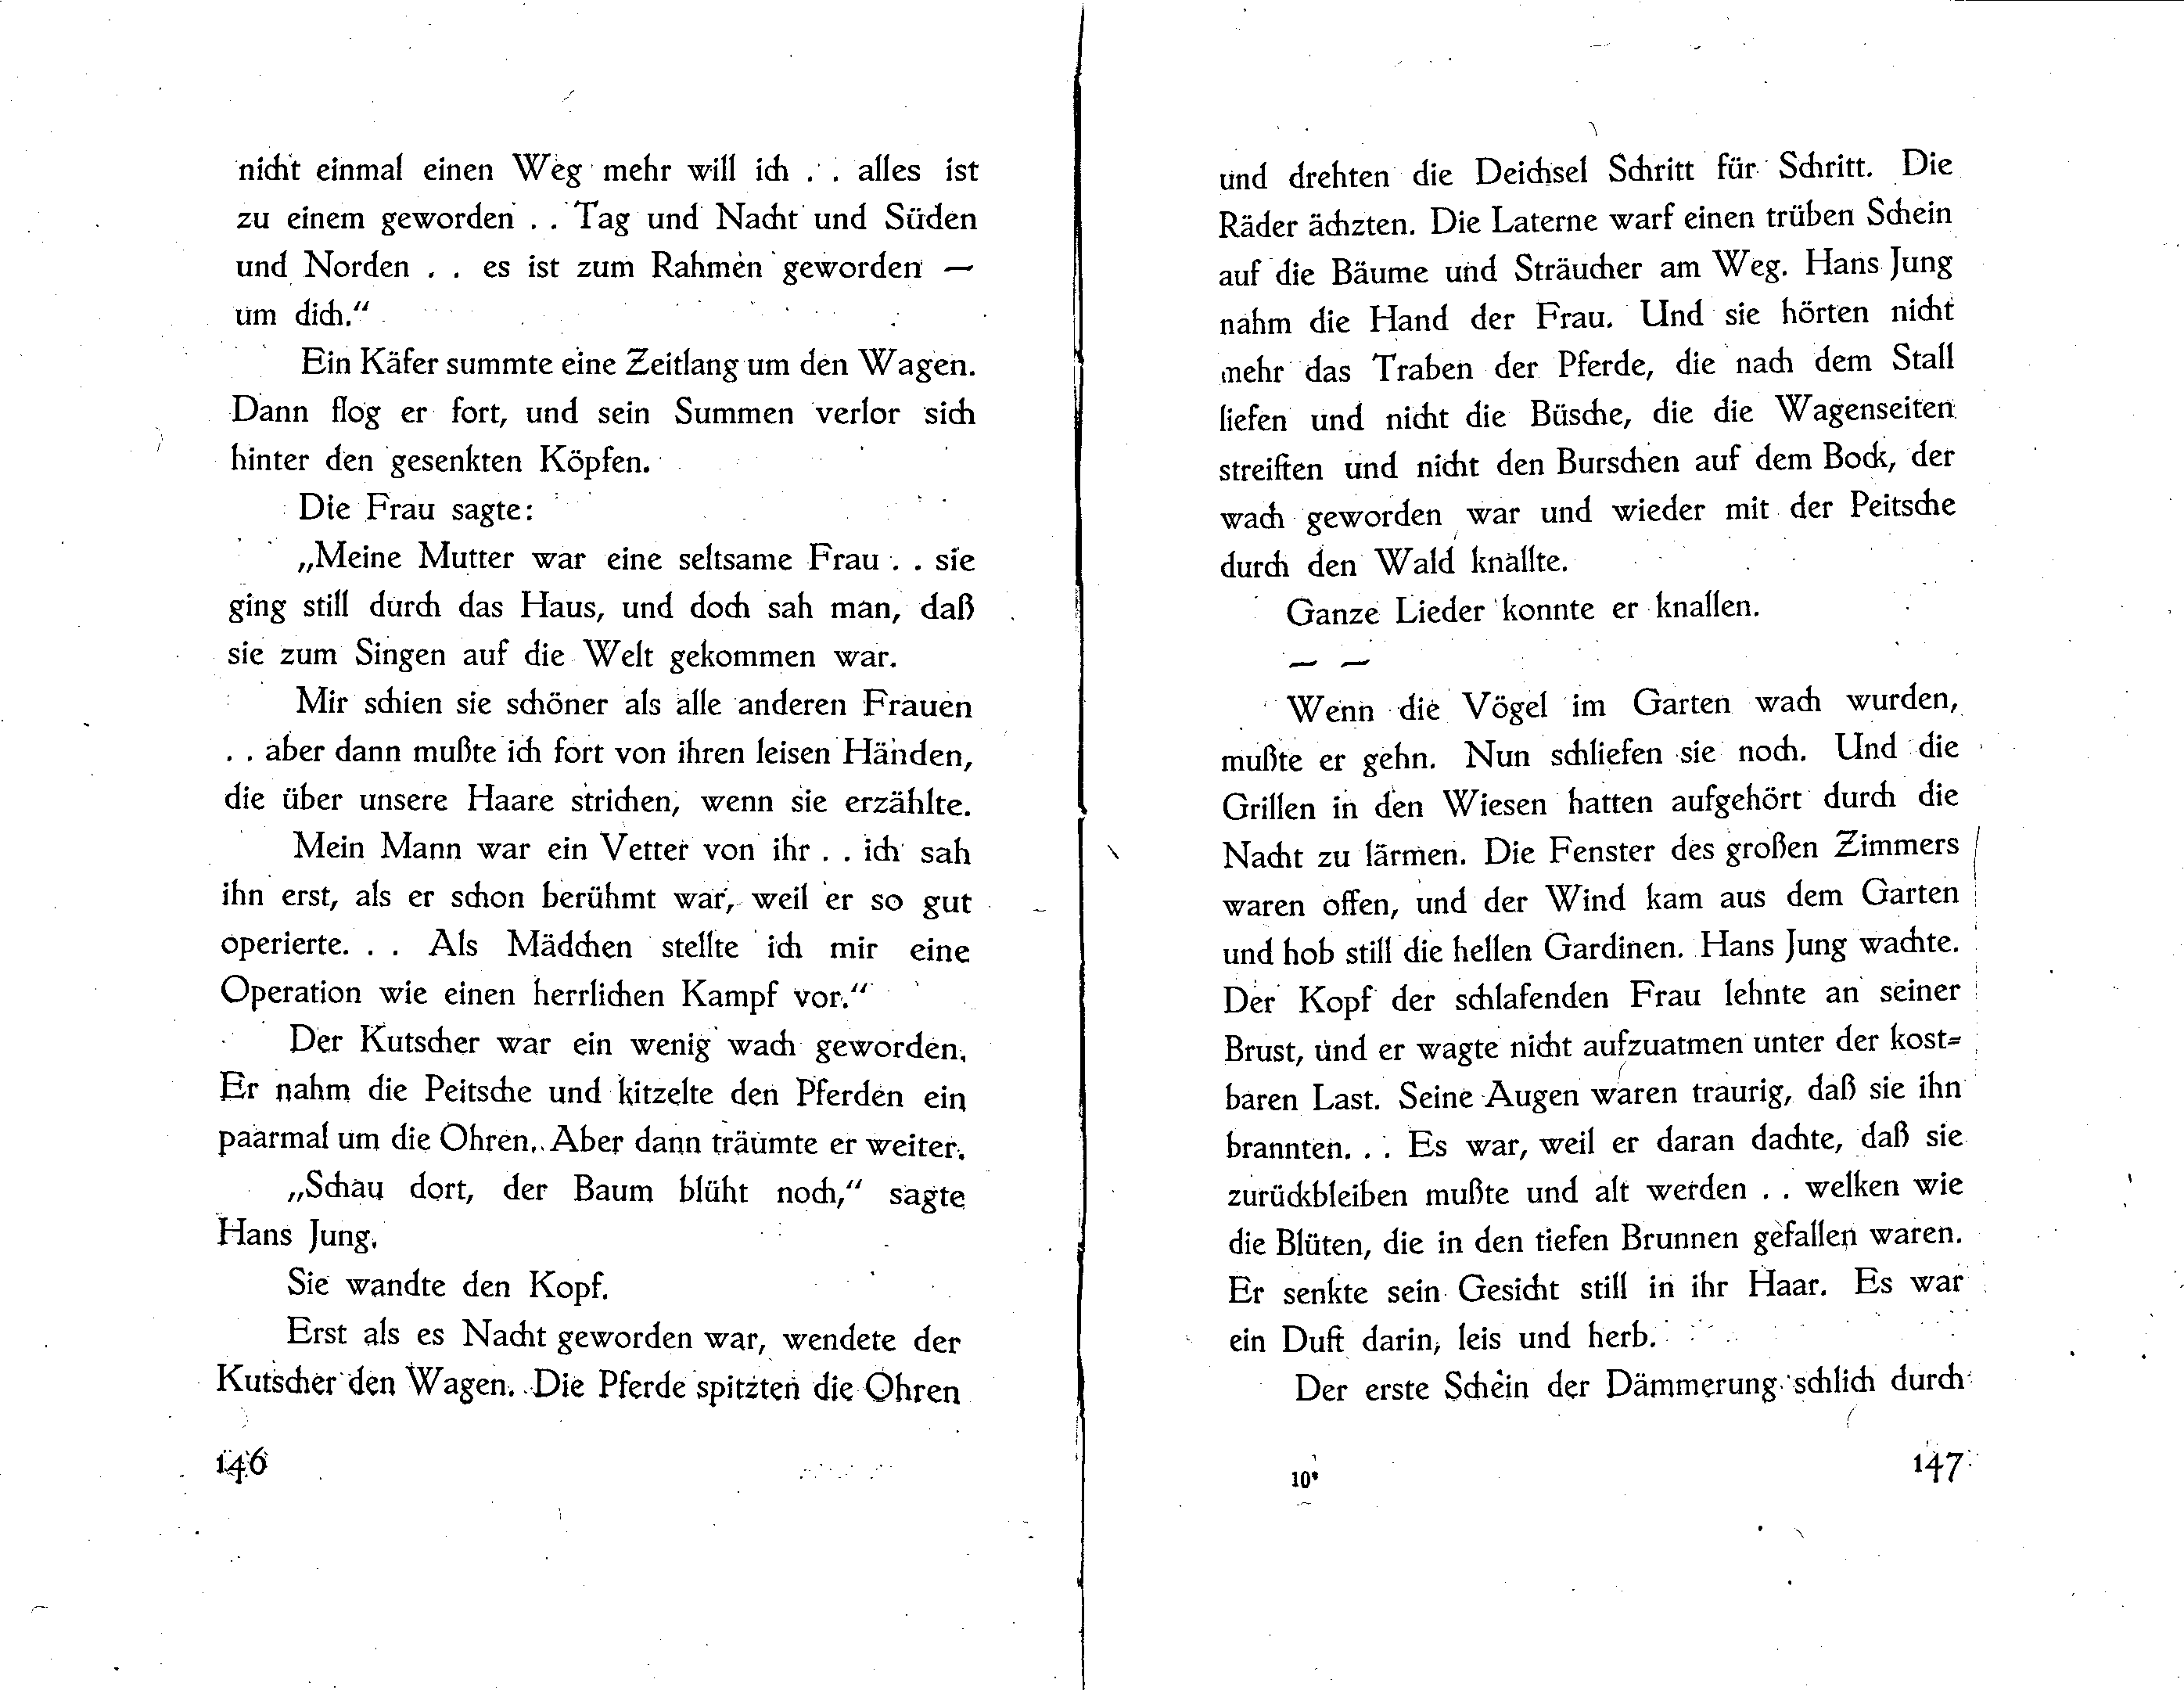 nicht einmal einen Weg mehr will ich . . alles ist
zu einem geworden . . Tag und Nacht und Süden
und Norden . . es ist zum Rahmen geworden —
um dich.“
Ein Käfer summte eine Zeitlang um den Wagen.
Dann flog er fort, und sein Summen verlor sich
hinter den gesenkten Köpfen.
Die Frau sagte:
„Meine Mutter war eine seltsame Frau . . sie
ging still durch das Haus, und doch sah man, daß
sie zum Singen auf die Welt gekommen war.
Mir schien sie schöner als alle anderen Frauen
. . aber dann mußte ich fort von ihren leisen Händen,
die über unsere Haare strichen, wenn sie erzählte.
Mein Mann war ein Vetter von ihr . . ich sah
ihn erst, als er schon berühmt war, weil er so gut
operierte. . . Als Mädchen stellte ich mir eine
Operation wie einen herrlichen Kampf vor.“
Der Kutscher war ein wenig wach geworden.
Er nahm die Peitsche und kitzelte den Pferden ein
paarmal um die Ohren. Aber dann träumte er weiter.
„Schau dort, der Baum blüht noch,“ sagte
Hans Jung.
Sie wandte den Kopf.
Erst als es Nacht geworden war, wendete der
Kutscher den Wagen. Die Pferde spitzten die Ohren
146
und drehten die Deichsel Schritt für Schritt. Die
Räder ächzten. Die Laterne warf einen trüben Schein
auf die Bäume und Sträucher am Weg. Hans Jung
nahm die Hand der Frau. Und sie hörten nicht
mehr das Traben der Pferde, die nach dem Stall
liefen und nicht die Büsche, die die Wagenseiten
streiften und nicht den Burschen auf dem Bock, der
wach geworden war und wieder mit der Peitsche
durch den Wald knallte.
Ganze Lieder konnte er knallen.
— —
Wenn die Vögel im Garten wach wurden,
mußte er gehn. Nun schliefen sie noch. Und die
Grillen in den Wiesen hatten aufgehört durch die
Nacht zu lärmen. Die Fenster des großen Zimmers
waren offen, und der Wind kam aus dem Garten
und hob still die hellen Gardinen. Hans Jung wachte.
Der Kopf der schlafenden Frau lehnte an seiner
Brust, und er wagte nicht aufzuatmen unter der kost=
baren Last. Seine Augen waren traurig, daß sie ihn
brannten. . . Es war, weil er daran dachte, daß sie
zurückbleiben mußte und alt werden . . welken wie
die Blüten, die in den tiefen Brunnen gefallen waren.
Er senkte sein Gesicht still in ihr Haar. Es war
ein Duft darin, leis und herb.
Der erste Schein der Dämmerung schlich durch
10*
147